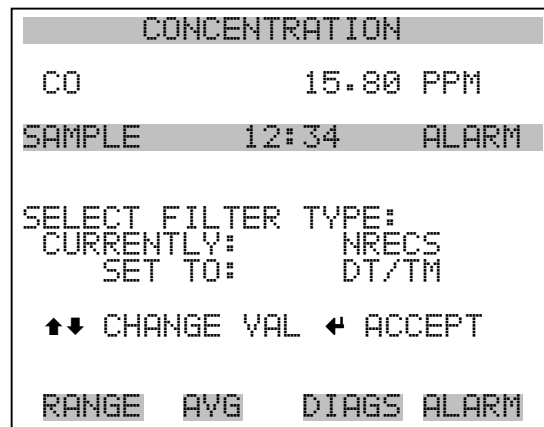 CONCENTRATION
CO 15.80 PPM
SAMPLE 12:34 ALARM
SELECT FILTER TYPE:
CURRENTLY: NRECS
SET TO: DT/TM
⬆⬇ CHANGE VAL ↵ ACCEPT
RANGE AVG DIAGS ALARM